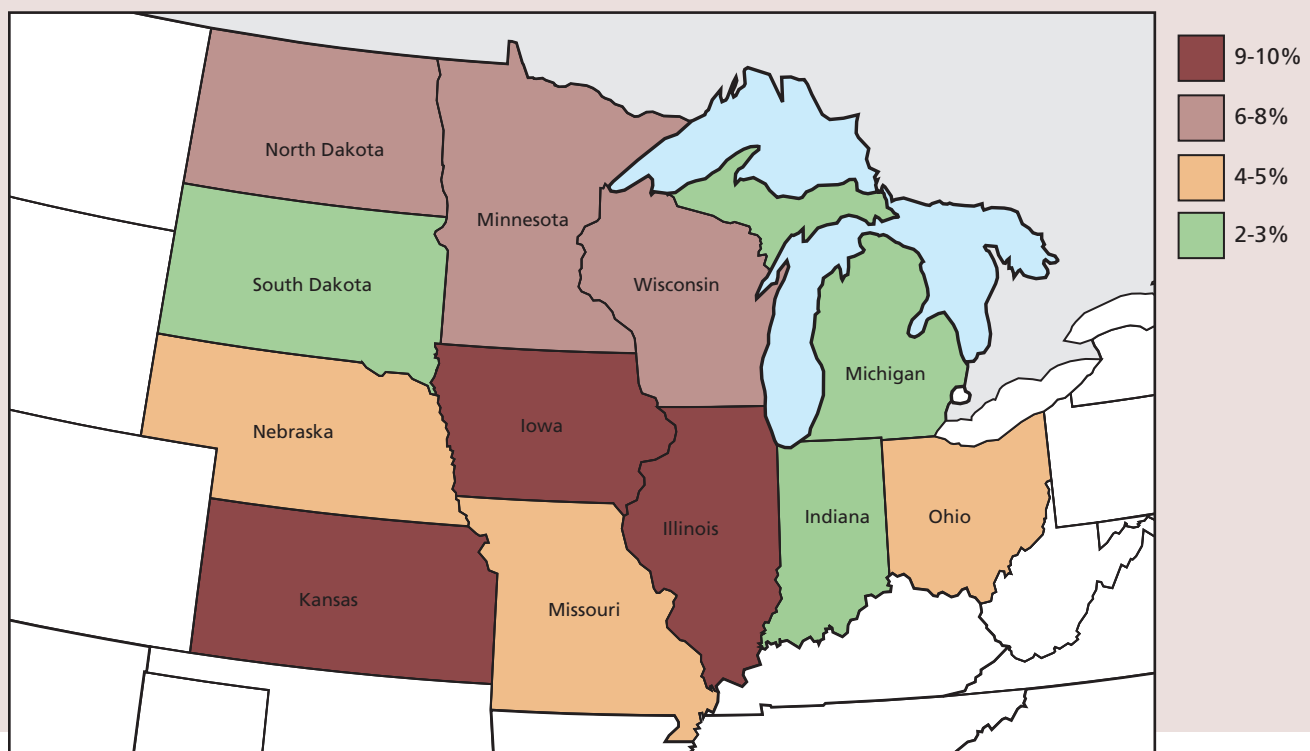 9-10%
6-8%
4-5%
2-3%
North Dakota
Minnesota
South Dakota
Wisconsin
Michigan
Nebraska
Iowa
Illinois
Indiana
Ohio
Kansas
Missouri